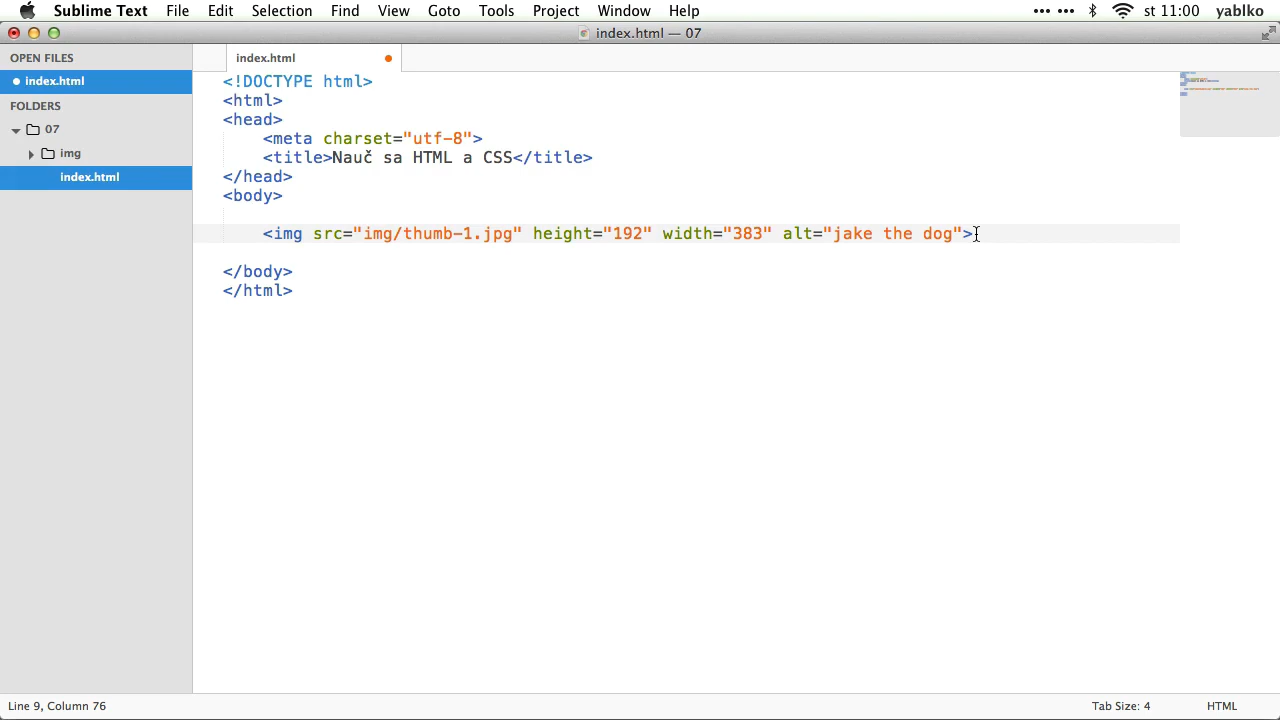 Sublime Text File Edit Selection Find View Goto Tools Project Window Help st 11:00 yablko
index.html — 07
OPEN FILES
index.html
FOLDERS
07
img
index.html
index.html
<!DOCTYPE html>
<html>
<head>
<meta charset="utf-8">
<title>Nauč sa HTML a CSS</title>
</head>
<body>
<img src="img/thumb-1.jpg" height="192" width="383" alt="jake the dog">
</body>
</html>
Line 9, Column 76 Tab Size: 4 HTML